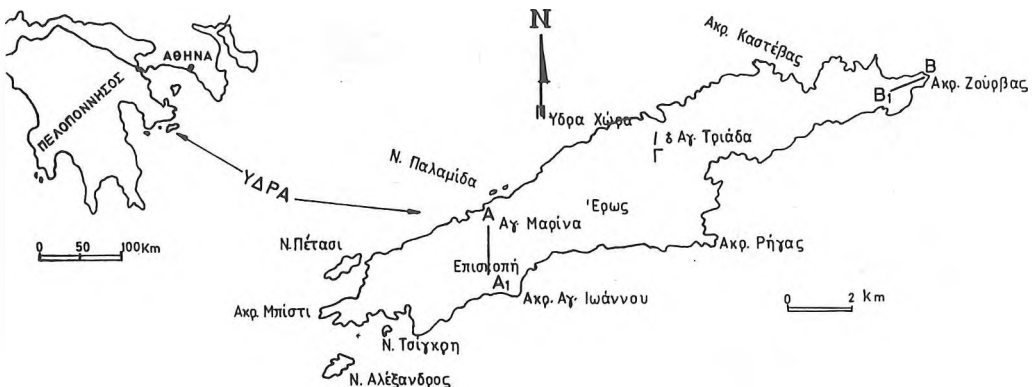 ΑΘΗΝΑ
ΠΕΛΟΠΟΝΝΗΣΟΣ
ΥΔΡΑ
0 50 100Km
N
Ακρ. Καστέβας
B
B₁
Ακρ. Ζούρβας
Ύδρα Χώρα
δ Αγ. Τριάδα
Γ
Ν. Παλαμίδα
A
Αγ. Μαρίνα
Έρως
Ν. Πέτασι
Επισκοπή
A₁
Ακρ. Ρήγας
Ακρ. Αγ. Ιωάννου
Ακρ. Μπίστι
Ν. Τσίγκρη
Ν. Αλέξανδρος
0 2 km